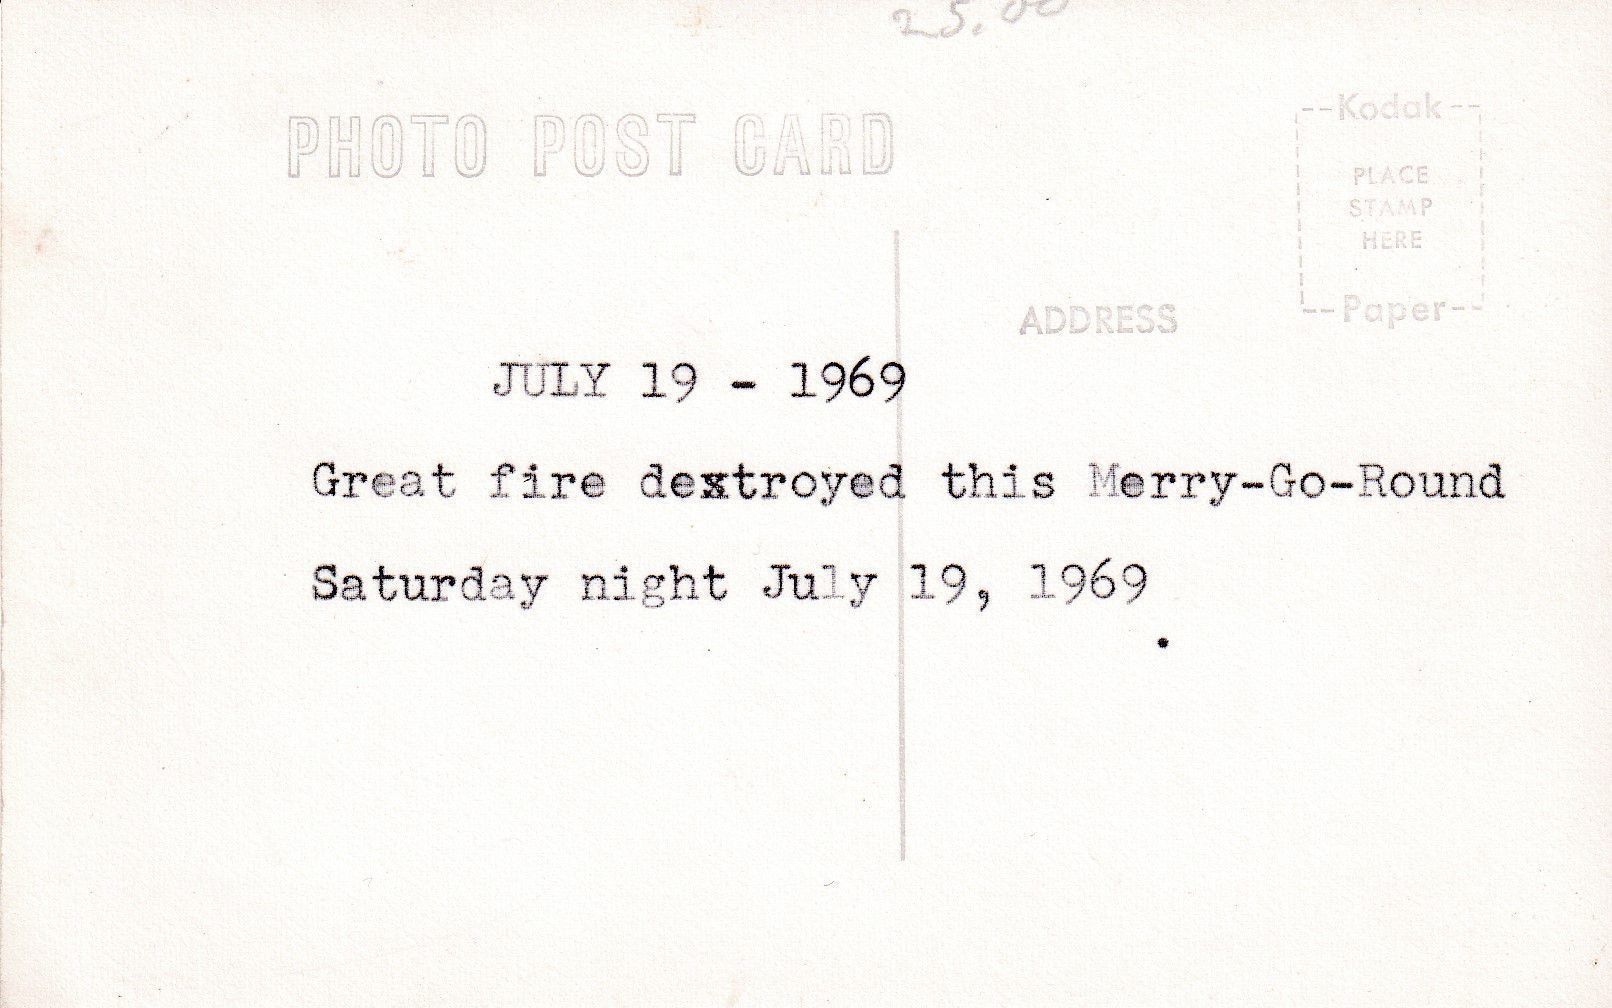 25.00
PHOTO POST CARD
--Kodak--
PLACE
STAMP
HERE
--Paper--
ADDRESS
JULY 19 - 1969
Great fire dextroyed this Merry-Go-Round
Saturday night July 19, 1969
.